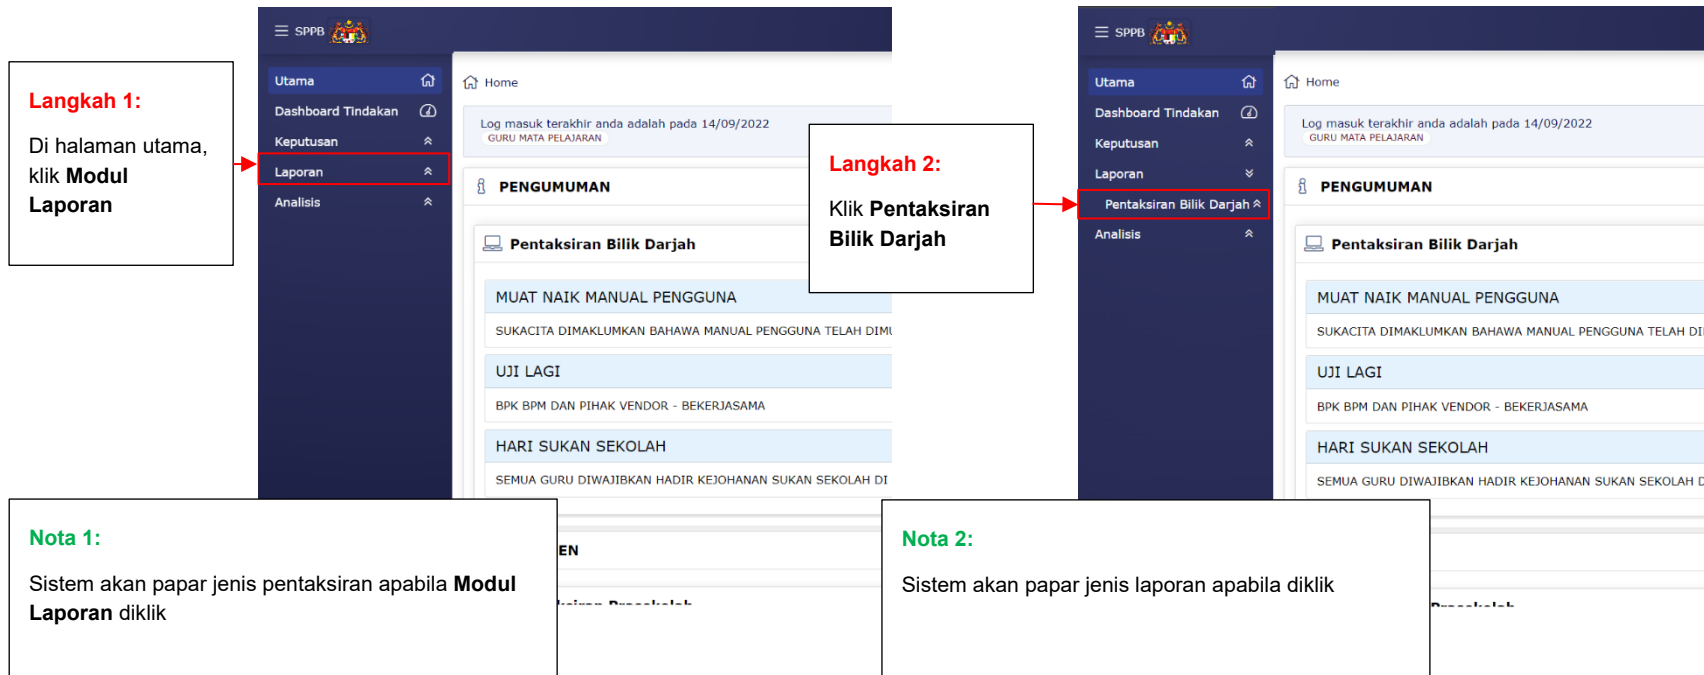 SPPB
Utama
Dashboard Tindakan
Keputusan
Laporan
Analisis
Home
Log masuk terakhir anda adalah pada 14/09/2022
GURU MATA PELAJARAN
PENGUMUMAN
Pentaksiran Bilik Darjah
MUAT NAIK MANUAL PENGGUNA
SUKACITA DIMAKLUMKAN BAHAWA MANUAL PENGGUNA TELAH
UJI LAGI
BPK BPM DAN PIHAK VENDOR - BEKERJASAMA
HARI SUKAN SEKOLAH
SEMUA GURU DIWAJIBKAN HADIR KEJOHANAN SUKAN SEKOLAH DI
EN
Langkah 1:
Di halaman utama,
klik Modul
Laporan
Nota 1:
Sistem akan papar jenis pentaksiran apabila Modul
Laporan diklik
Langkah 2:
Klik Pentaksiran
Bilik Darjah
SPPB
Utama
Dashboard Tindakan
Keputusan
Laporan
Pentaksiran Bilik Darjah
Analisis
Home
Log masuk terakhir anda adalah pada 14/09/2022
GURU MATA PELAJARAN
PENGUMUMAN
Pentaksiran Bilik Darjah
MUAT NAIK MANUAL PENGGUNA
SUKACITA DIMAKLUMKAN BAHAWA MANUAL PENGGUNA TELAH
UJI LAGI
BPK BPM DAN PIHAK VENDOR - BEKERJASAMA
HARI SUKAN SEKOLAH
SEMUA GURU DIWAJIBKAN HADIR KEJOHANAN SUKAN SEKOLAH
Nota 2:
Sistem akan papar jenis laporan apabila diklik